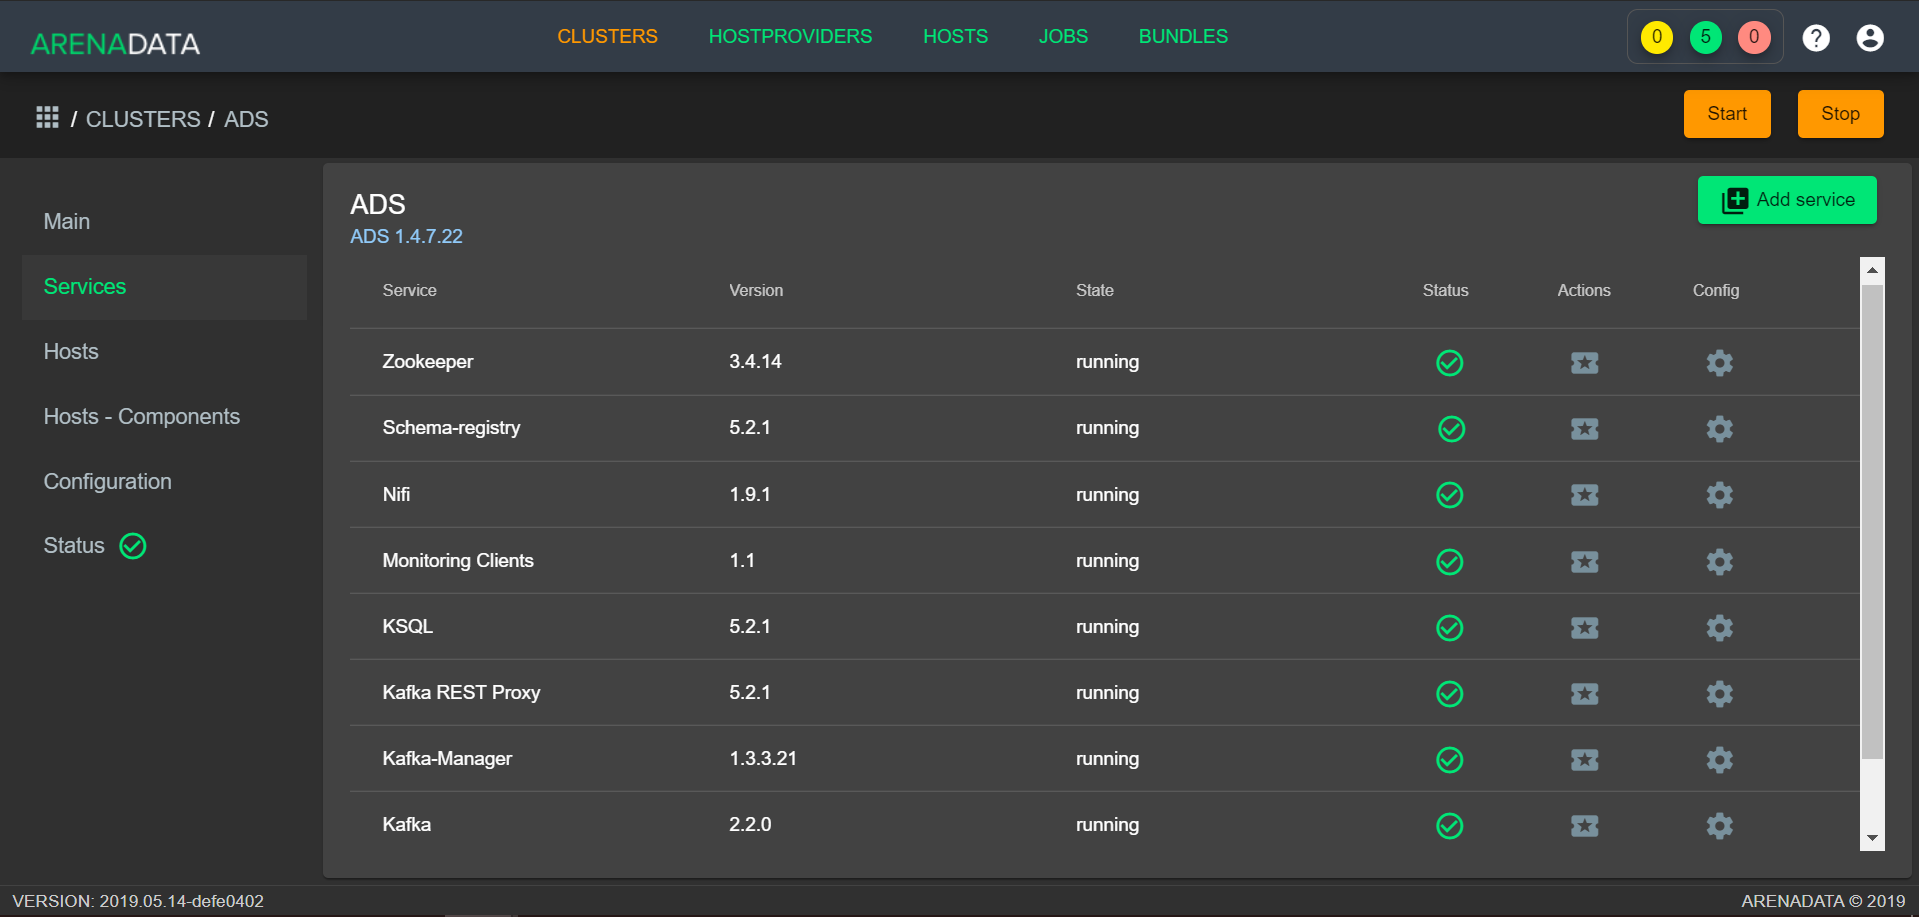 ARENADATA CLUSTERS HOSTPROVIDERS HOSTS JOBS BUNDLES 0 5 0 ?
/ CLUSTERS / ADS Start Stop
Main
Services
Hosts
Hosts - Components
Configuration
Status
ADS
ADS 1.4.7.22
Add service
Service Version State Status Actions Config
Zookeeper 3.4.14 running
Schema-registry 5.2.1 running
Nifi 1.9.1 running
Monitoring Clients 1.1 running
KSQL 5.2.1 running
Kafka REST Proxy 5.2.1 running
Kafka-Manager 1.3.3.21 running
Kafka 2.2.0 running
VERSION: 2019.05.14-defe0402 ARENADATA © 2019